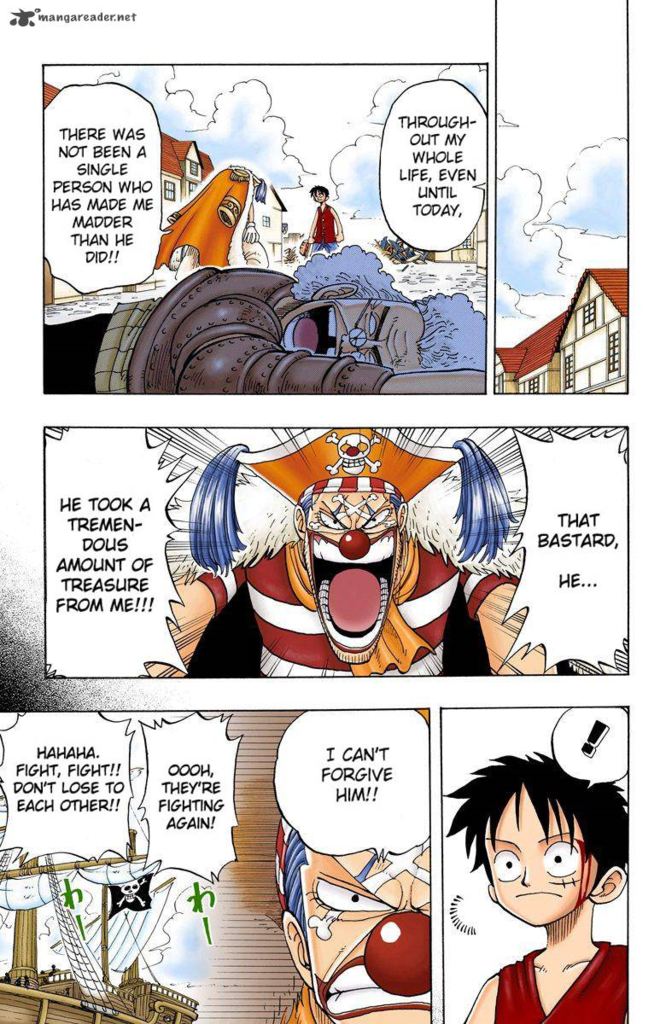 mangareader.net
THROUGH-
OUT MY
WHOLE
LIFE, EVEN
UNTIL
TODAY,
THERE WAS
NOT BEEN A
SINGLE
PERSON WHO
HAS MADE ME
MADDER
THAN HE
DID!!
THAT
BASTARD,
HE...
HE TOOK A
TREMEN-
DOUS
AMOUNT OF
TREASURE
FROM ME!!!
!
I CAN'T
FORGIVE
HIM!!
OOOH,
THEY'RE
FIGHTING
AGAIN!
HAHAHA.
FIGHT, FIGHT!!
DON'T LOSE TO
EACH OTHER!!
わー
わー